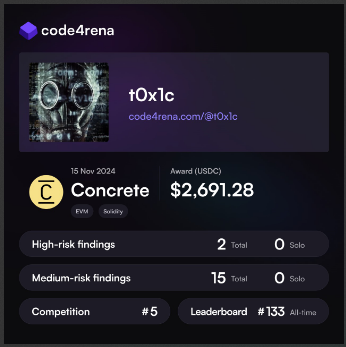 code4rena
t0x1c
code4rena.com/@t0x1c
15 Nov 2024
Concrete
EVM Solidity
Award (USDC)
$2,691.28
High-risk findings 2 Total 0 Solo
Medium-risk findings 15 Total 0 Solo
Competition #5
Leaderboard #133 All-time